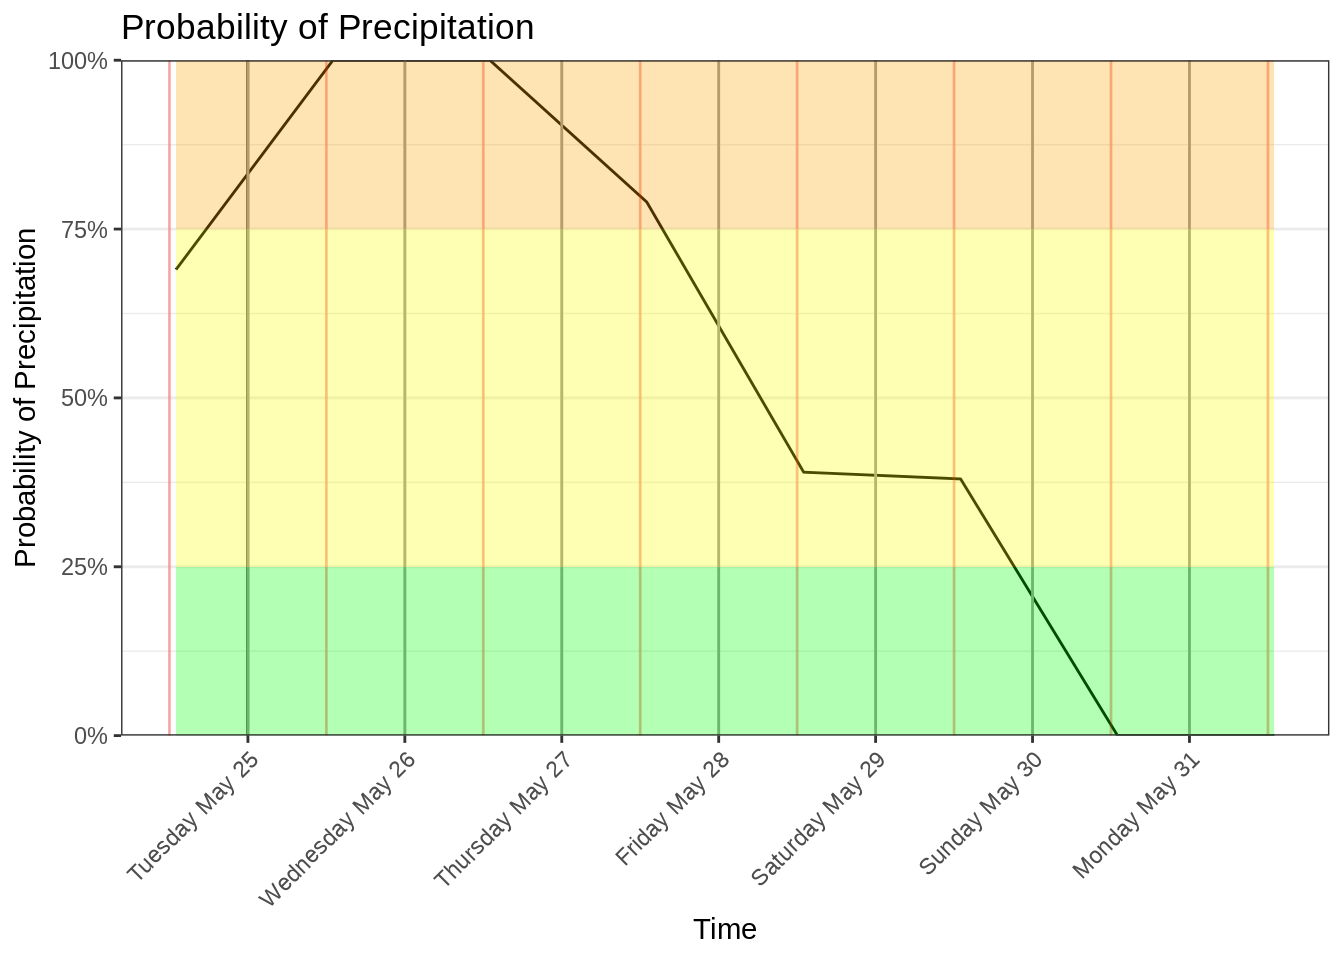 Probability of Precipitation
Probability of Precipitation
100%
75%
50%
25%
0%
Tuesday May 25
Wednesday May 26
Thursday May 27
Friday May 28
Saturday May 29
Sunday May 30
Monday May 31
Time